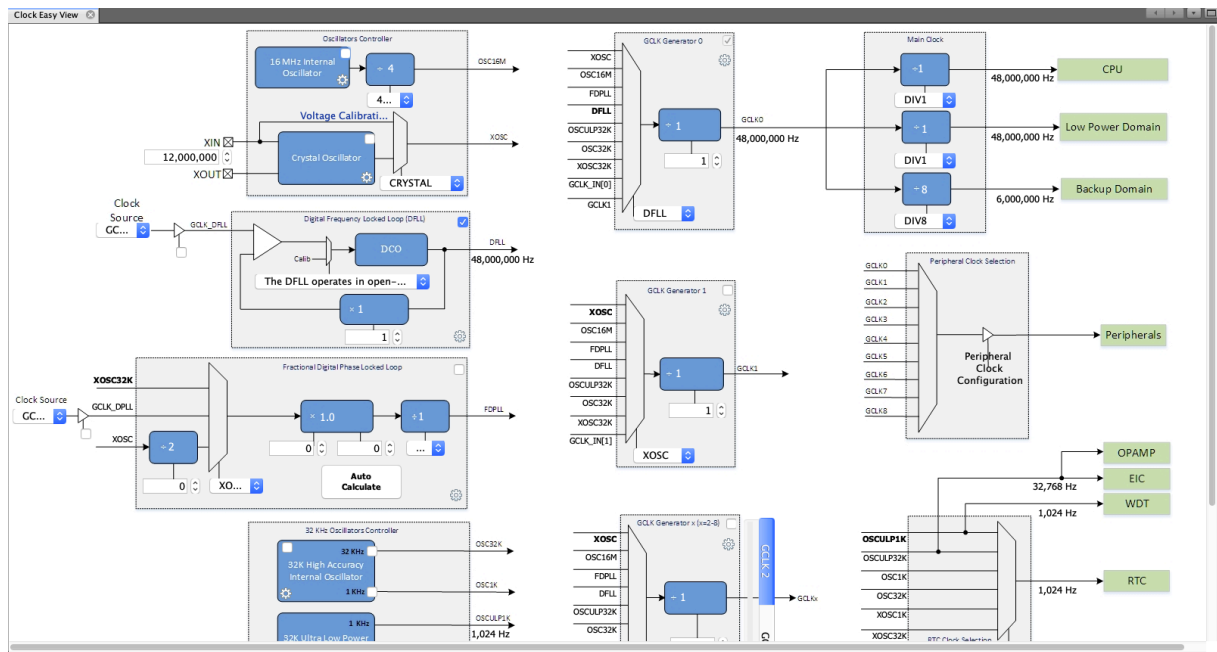 Clock Easy View
Oscillators Controller
16 MHz Internal
Oscillator
÷ 4
4...
OSC16M
Voltage Calibrati...
XIN
12,000,000
XOUT
Crystal Oscillator
CRYSTAL
XOSC
Clock
Source
GC...
GCLK_DFLL
Digital Frequency Locked Loop (DFLL)
Calib
DCO
DFLL
48,000,000 Hz
The DFLL operates in open-...
× 1
1
Fractional Digital Phase Locked Loop
XOSC32K
Clock Source
GC...
GCLK_DPLL
XOSC
÷2
0
XO...
× 1.0
0
0
÷1
...
FDPLL
Auto
Calculate
32 KHz Oscillators Controller
32 KHz
32K High Accuracy
Internal Oscillator
1 KHz
OSC32K
OSC1K
1 KHz
32K Ultra Low Power
OSCULP1K
1,024 Hz
GCLK Generator 0
XOSC
OSC16M
FDPLL
DFLL
OSCULP32K
OSC32K
XOSC32K
GCLK_IN[0]
GCLK1
÷ 1
1
DFLL
GCLK0
48,000,000 Hz
GCLK Generator 1
XOSC
OSC16M
FDPLL
DFLL
OSCULP32K
OSC32K
XOSC32K
GCLK_IN[1]
÷ 1
1
XOSC
GCLK1
GCLK Generator x (x=2-8)
XOSC
OSC16M
FDPLL
DFLL
OSCULP32K
OSC32K
÷ 1
GCLK 2
GCLKx
Main Clock
÷1
DIV1
48,000,000 Hz
CPU
÷1
DIV1
48,000,000 Hz
Low Power Domain
÷8
DIV8
6,000,000 Hz
Backup Domain
Peripheral Clock Selection
GCLK0
GCLK1
GCLK2
GCLK3
GCLK4
GCLK5
GCLK6
GCLK7
GCLK8
Peripheral
Clock
Configuration
Peripherals
OPAMP
EIC
32,768 Hz
WDT
1,024 Hz
OSCULP1K
OSCULP32K
OSC1K
OSC32K
XOSC1K
XOSC32K
RTC
1,024 Hz
RTC Clock Selection